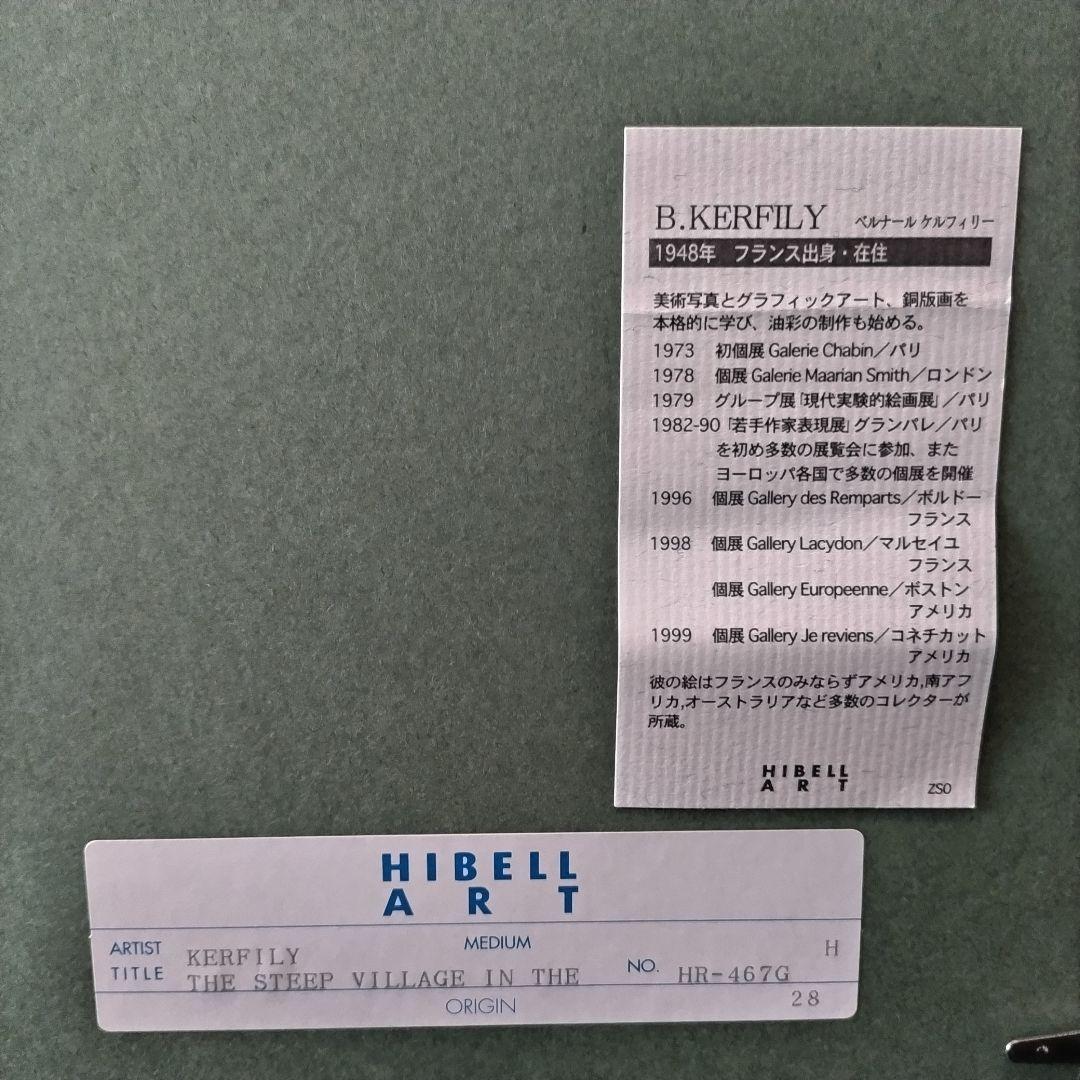 B.KERFILY ベルナール ケルフィリー
1948年 フランス出身・在住
美術写真とグラフィックアート、銅版画を
本格的に学び、油彩の制作も始める。
1973 初個展 Galerie Chabin／パリ
1978 個展 Galerie Maarian Smith／ロンドン
1979 グループ展「現代実験的絵画展」／パリ
1982-90「若手作家表現展」グランパレ／パリ
を初め多数の展覧会に参加、また
ヨーロッパ各国で多数の個展を開催
1996 個展 Gallery des Remparts／ボルドー
フランス
1998 個展 Gallery Lacydon／マルセイユ
フランス
個展 Gallery Europeenne／ボストン
アメリカ
1999 個展 Gallery Je reviens／コネチカット
アメリカ
彼の絵はフランスのみならずアメリカ,南アフ
リカ,オーストラリアなど多数のコレクターが
所蔵。
HIBELL
ART
ZSO
HIBELL
ART
ARTIST KERFILY MEDIUM H
TITLE THE STEEP VILLAGE IN THE NO. HR-467G
ORIGIN 28